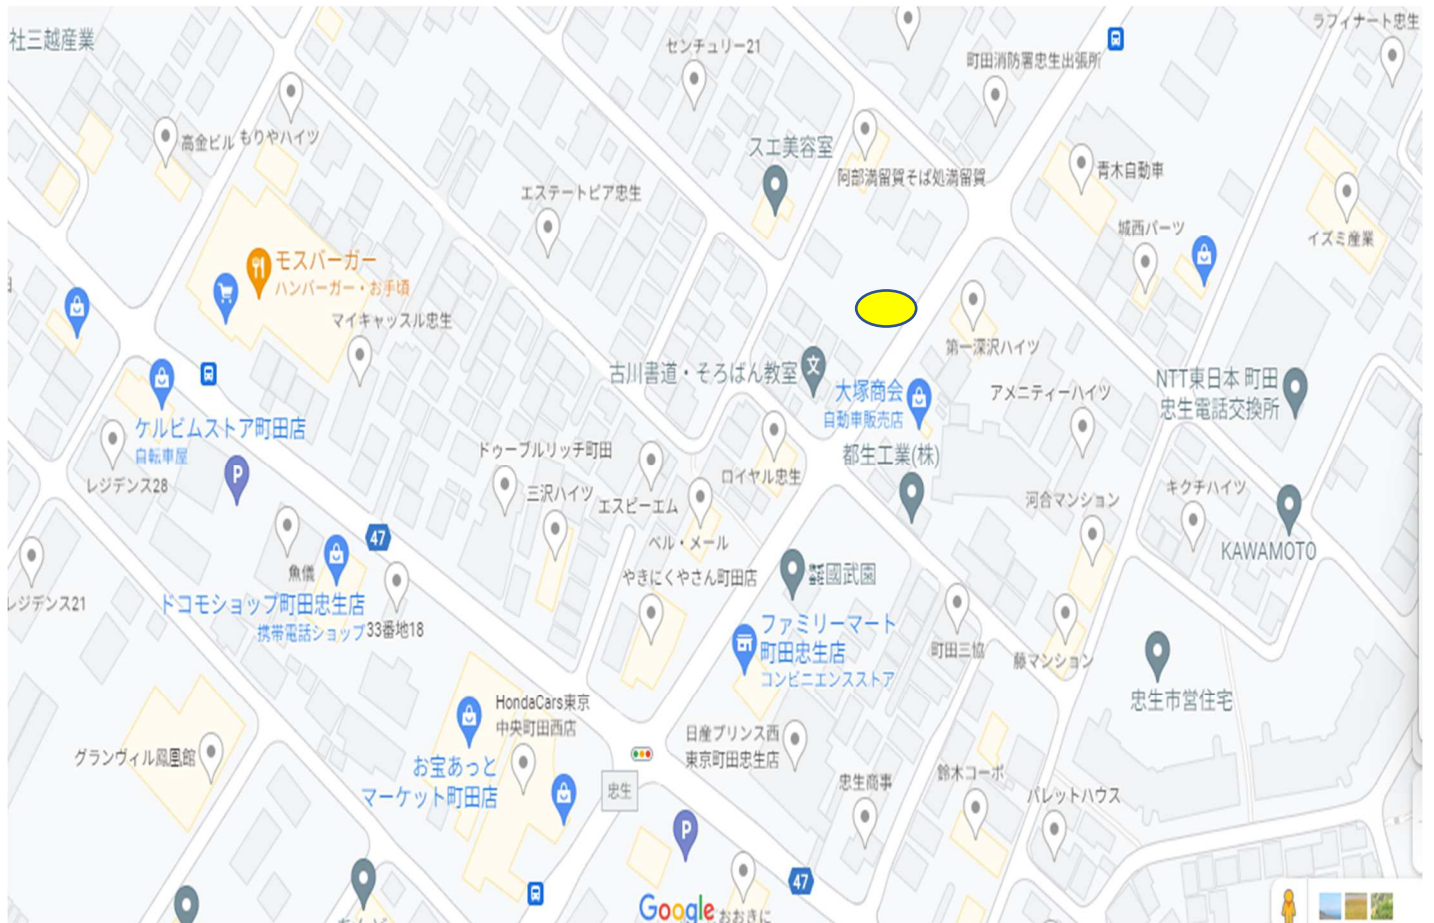 社三越産業
センチュリー21
ラフィナート忠生
町田消防署忠生出張所
高金ビル
もりやハイツ
スエ美容室
阿部満留賀そば処満留賀
青木自動車
エステートピア忠生
城西パーツ
イズミ産業
モスバーガー
ハンバーガー・お手頃
マイキャッスル忠生
第一深沢ハイツ
古川書道・そろばん教室
大塚商会
自動車販売店
アメニティーハイツ
NTT東日本 町田
忠生電話交換所
ケルビムストア町田店
自転車屋
レジデンス28
ドゥーブルリッチ町田
ロイヤル忠生
都生工業(株)
三沢ハイツ
エスピーエム
河合マンション
キクチハイツ
47
ベル・メール
KAWAMOTO
魚儀
やきにくやさん町田店
國武園
レジデンス21
ドコモショップ町田忠生店
携帯電話ショップ
33番地18
ファミリーマート
町田忠生店
コンビニエンスストア
町田三協
藤マンション
忠生市営住宅
HondaCars東京
中央町田西店
日産プリンス西
東京町田忠生店
グランヴィル鳳凰館
お宝あっと
マーケット町田店
忠生
忠生商事
鈴木コーポ
パレットハウス
47
Google
おおきに